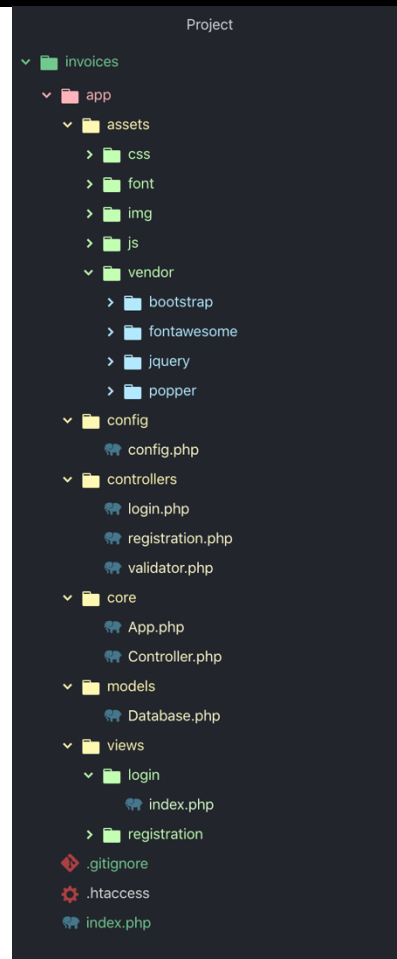 Project
invoices
app
assets
css
font
img
js
vendor
bootstrap
fontawesome
jquery
popper
config
config.php
controllers
login.php
registration.php
validator.php
core
App.php
Controller.php
models
Database.php
views
login
index.php
registration
.gitignore
.htaccess
index.php